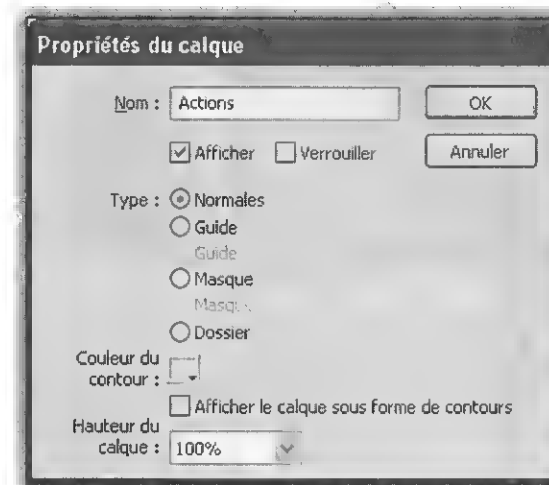 Propriétés du calque
Nom : Actions
OK
Afficher
Verrouiller
Annuler
Type :
Normales
Guide
Guide
Masque
Dossier
Couleur du
contour :
Afficher le calque sous forme de contours
Hauteur du
calque :
100%